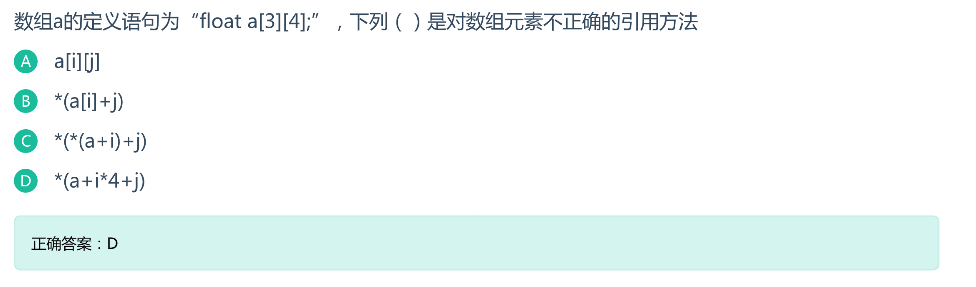 数组a的定义语句为“float a[3][4];”，下列（ ）是对数组元素不正确的引用方法
A a[i][j]
B *(a[i]+j)
C *(*(a+i)+j)
D *(a+i*4+j)
正确答案：D